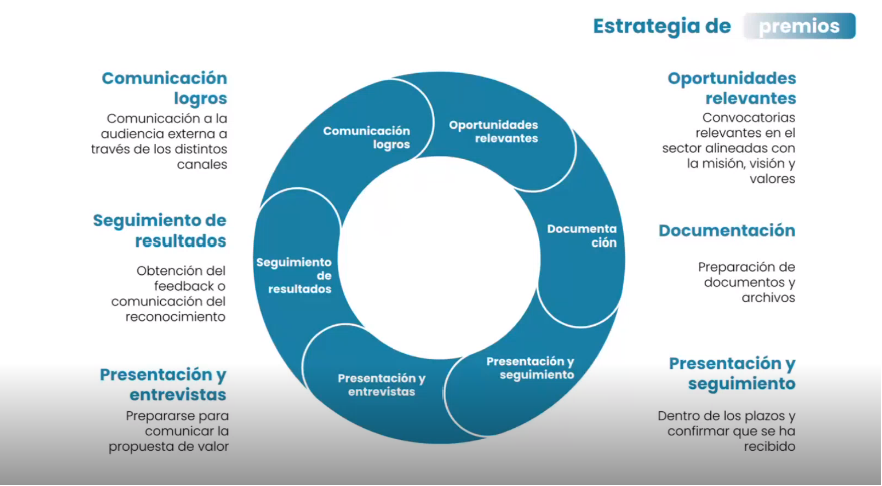 Estrategia de premios
Comunicación
logros
Comunicación a la
audiencia externa a
través de los distintos
canales
Seguimiento de
resultados
Obtención del
feedback o
comunicación del
reconocimiento
Presentación y
entrevistas
Prepararse para
comunicar la
propuesta de valor
Comunicación
logros
Oportunidades
relevantes
Documenta
ción
Presentación y
seguimiento
Presentación y
entrevistas
Seguimiento
de
resultados
Oportunidades
relevantes
Convocatorias
relevantes en el
sector alineadas con
la misión, visión y
valores
Documentación
Preparación de
documentos y
archivos
Presentación y
seguimiento
Dentro de los plazos y
confirmar que se ha
recibido